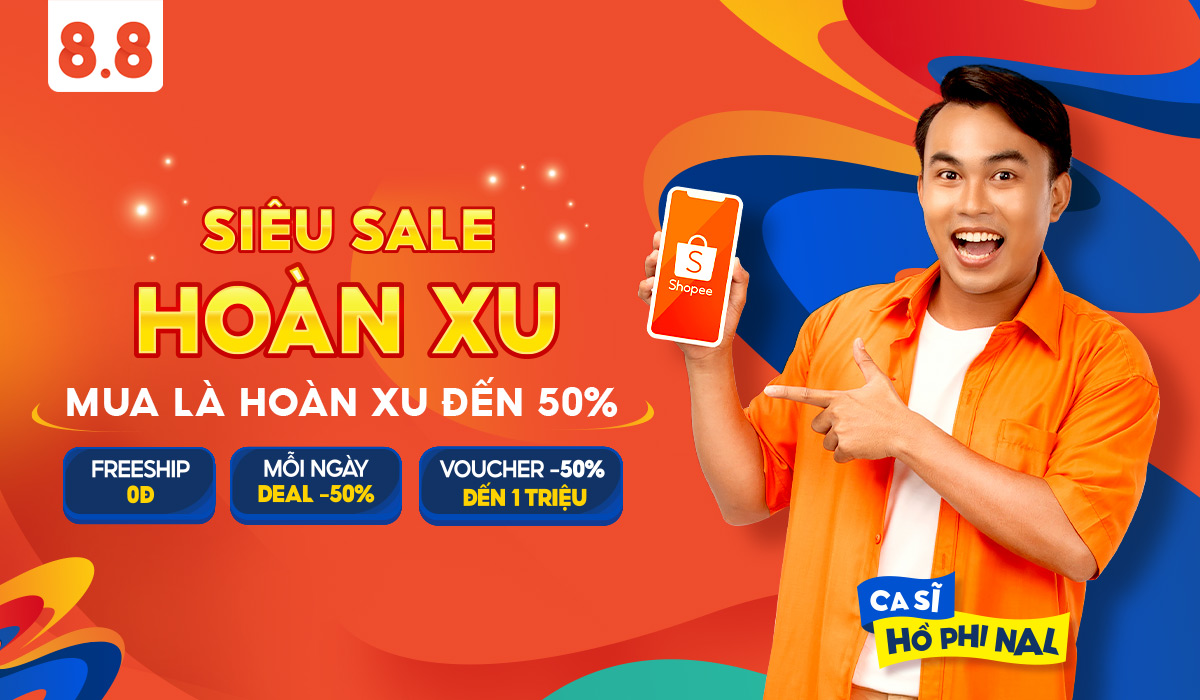 8.8
SIÊU SALE
HOÀN XU
MUA LÀ HOÀN XU ĐẾN 50%
FREESHIP
0Đ
MỖI NGÀY
DEAL -50%
VOUCHER -50%
ĐẾN 1 TRIỆU
S
Shopee
CA SĨ
HỒ PHI NAL